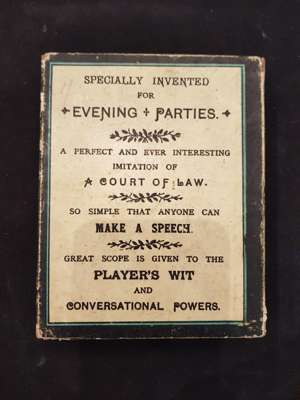 SPECIALLY INVENTED
FOR
EVENING + PARTIES.
A PERFECT AND EVER INTERESTING
IMITATION OF
A COURT OF LAW.
SO SIMPLE THAT ANYONE CAN
MAKE A SPEECH.
GREAT SCOPE IS GIVEN TO THE
PLAYER'S WIT
AND
CONVERSATIONAL POWERS.